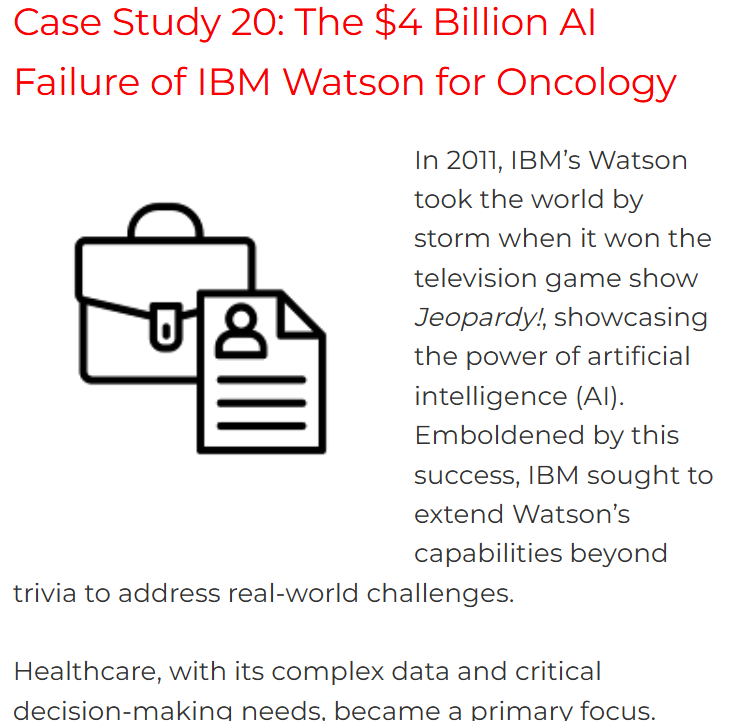 Case Study 20: The $4 Billion AI
Failure of IBM Watson for Oncology
In 2011, IBM’s Watson
took the world by
storm when it won the
television game show
Jeopardy!, showcasing
the power of artificial
intelligence (AI).
Emboldened by this
success, IBM sought to
extend Watson’s
capabilities beyond
trivia to address real-world challenges.
Healthcare, with its complex data and critical
decision-making needs, became a primary focus.